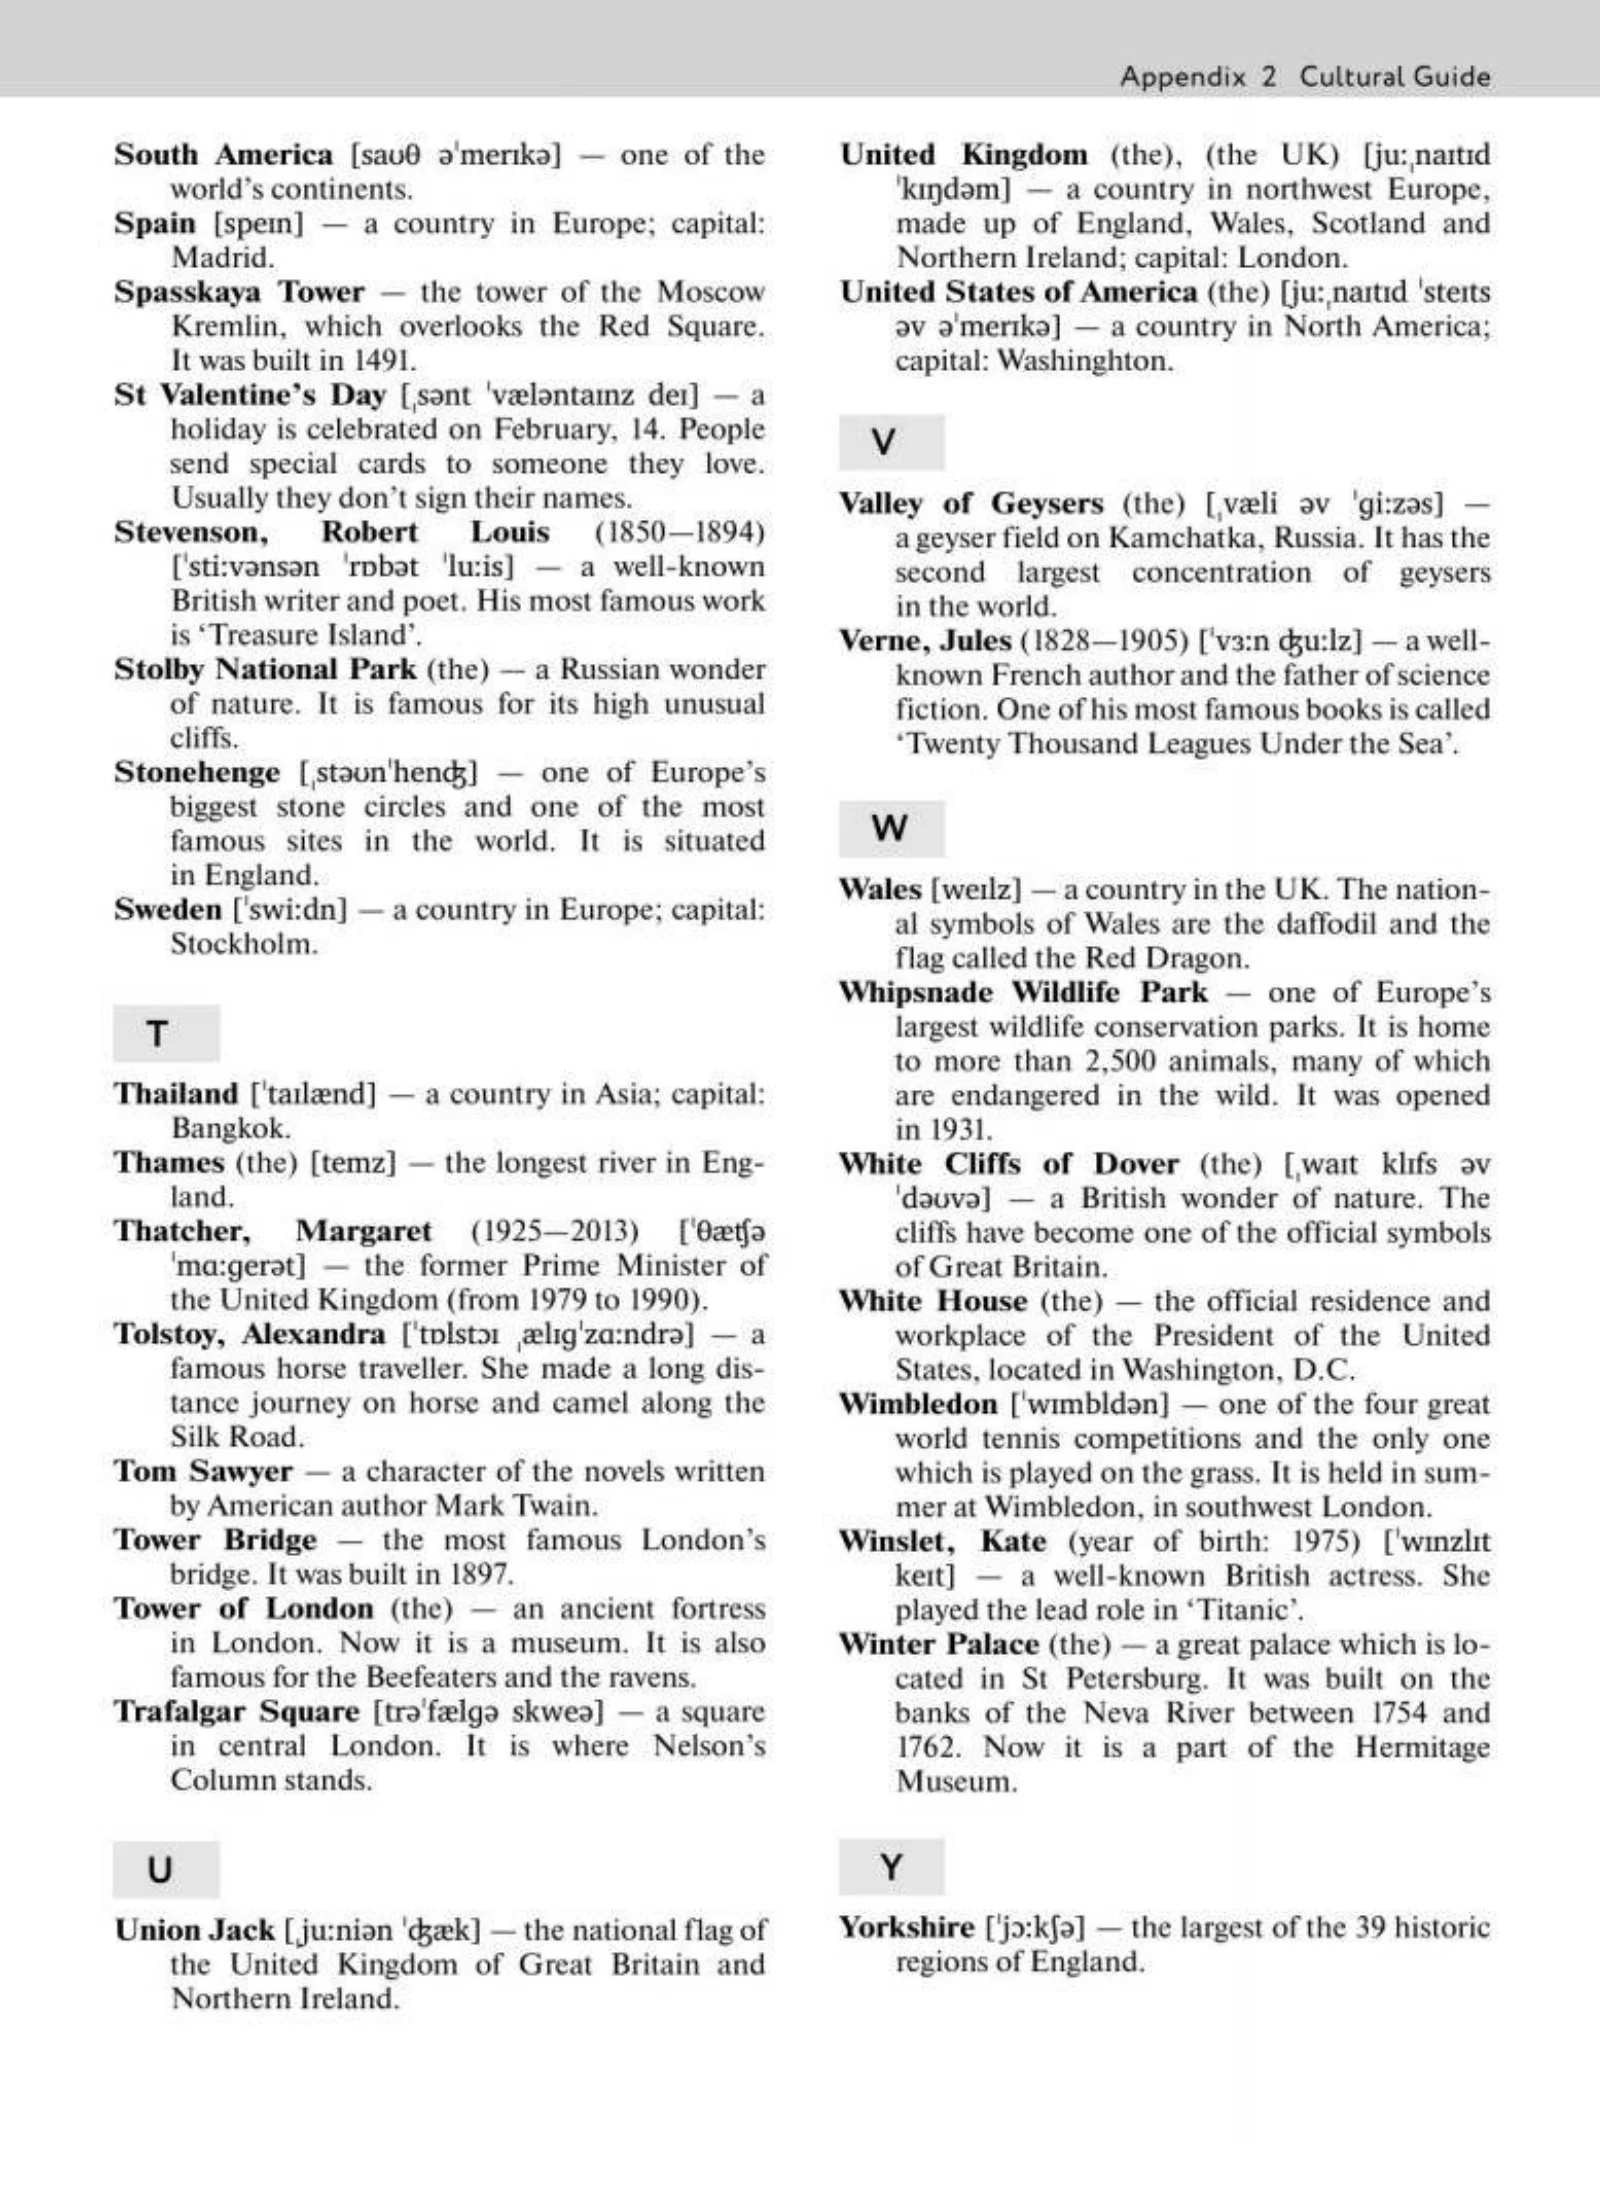 Appendix 2 Cultural Guide
South America [saʊθ əˈmerɪkə] — one of the
world’s continents.
Spain [speɪn] — a country in Europe; capital:
Madrid.
Spasskaya Tower — the tower of the Moscow
Kremlin, which overlooks the Red Square.
It was built in 1491.
St Valentine’s Day [ˌsənt ˈvæləntaɪnz deɪ] — a
holiday is celebrated on February, 14. People
send special cards to someone they love.
Usually they don’t sign their names.
Stevenson, Robert Louis (1850—1894)
[ˈsti:vənsən ˈrɒbət ˈlu:is] — a well-known
British writer and poet. His most famous work
is ‘Treasure Island’.
Stolby National Park (the) — a Russian wonder
of nature. It is famous for its high unusual
cliffs.
Stonehenge [ˌstəʊnˈhenʤ] — one of Europe’s
biggest stone circles and one of the most
famous sites in the world. It is situated
in England.
Sweden [ˈswi:dn] — a country in Europe; capital:
Stockholm.
T
Thailand [ˈtaɪlænd] — a country in Asia; capital:
Bangkok.
Thames (the) [temz] — the longest river in Eng-
land.
Thatcher, Margaret (1925—2013) [ˈθæʧə
ˈmɑ:gerət] — the former Prime Minister of
the United Kingdom (from 1979 to 1990).
Tolstoy, Alexandra [ˈtɒlstɔɪ ˌælɪgˈzɑ:ndrə] — a
famous horse traveller. She made a long dis-
tance journey on horse and camel along the
Silk Road.
Tom Sawyer — a character of the novels written
by American author Mark Twain.
Tower Bridge — the most famous London’s
bridge. It was built in 1897.
Tower of London (the) — an ancient fortress
in London. Now it is a museum. It is also
famous for the Beefeaters and the ravens.
Trafalgar Square [trəˈfælgə skweə] — a square
in central London. It is where Nelson’s
Column stands.
U
Union Jack [ˌju:niən ˈʤæk] — the national flag of
the United Kingdom of Great Britain and
Northern Ireland.
United Kingdom (the), (the UK) [ju:ˌnaɪtɪd
ˈkɪŋdəm] — a country in northwest Europe,
made up of England, Wales, Scotland and
Northern Ireland; capital: London.
United States of America (the) [ju:ˌnaɪtɪd ˈsteɪts
əv əˈmerɪkə] — a country in North America;
capital: Washinghton.
V
Valley of Geysers (the) [ˌvæli əv ˈgi:zəs] —
a geyser field on Kamchatka, Russia. It has the
second largest concentration of geysers
in the world.
Verne, Jules (1828—1905) [ˈvɜ:n ʤu:lz] — a well-
known French author and the father of science
fiction. One of his most famous books is called
‘Twenty Thousand Leagues Under the Sea’.
W
Wales [weɪlz] — a country in the UK. The nation-
al symbols of Wales are the daffodil and the
flag called the Red Dragon.
Whipsnade Wildlife Park — one of Europe’s
largest wildlife conservation parks. It is home
to more than 2,500 animals, many of which
are endangered in the wild. It was opened
in 1931.
White Cliffs of Dover (the) [ˌwaɪt klɪfs əv
ˈdəʊvə] — a British wonder of nature. The
cliffs have become one of the official symbols
of Great Britain.
White House (the) — the official residence and
workplace of the President of the United
States, located in Washington, D.C.
Wimbledon [ˈwɪmbldən] — one of the four great
world tennis competitions and the only one
which is played on the grass. It is held in sum-
mer at Wimbledon, in southwest London.
Winslet, Kate (year of birth: 1975) [ˈwɪnzlɪt
keɪt] — a well-known British actress. She
played the lead role in ‘Titanic’.
Winter Palace (the) — a great palace which is lo-
cated in St Petersburg. It was built on the
banks of the Neva River between 1754 and
1762. Now it is a part of the Hermitage
Museum.
Y
Yorkshire [ˈjɔ:kʃə] — the largest of the 39 historic
regions of England.